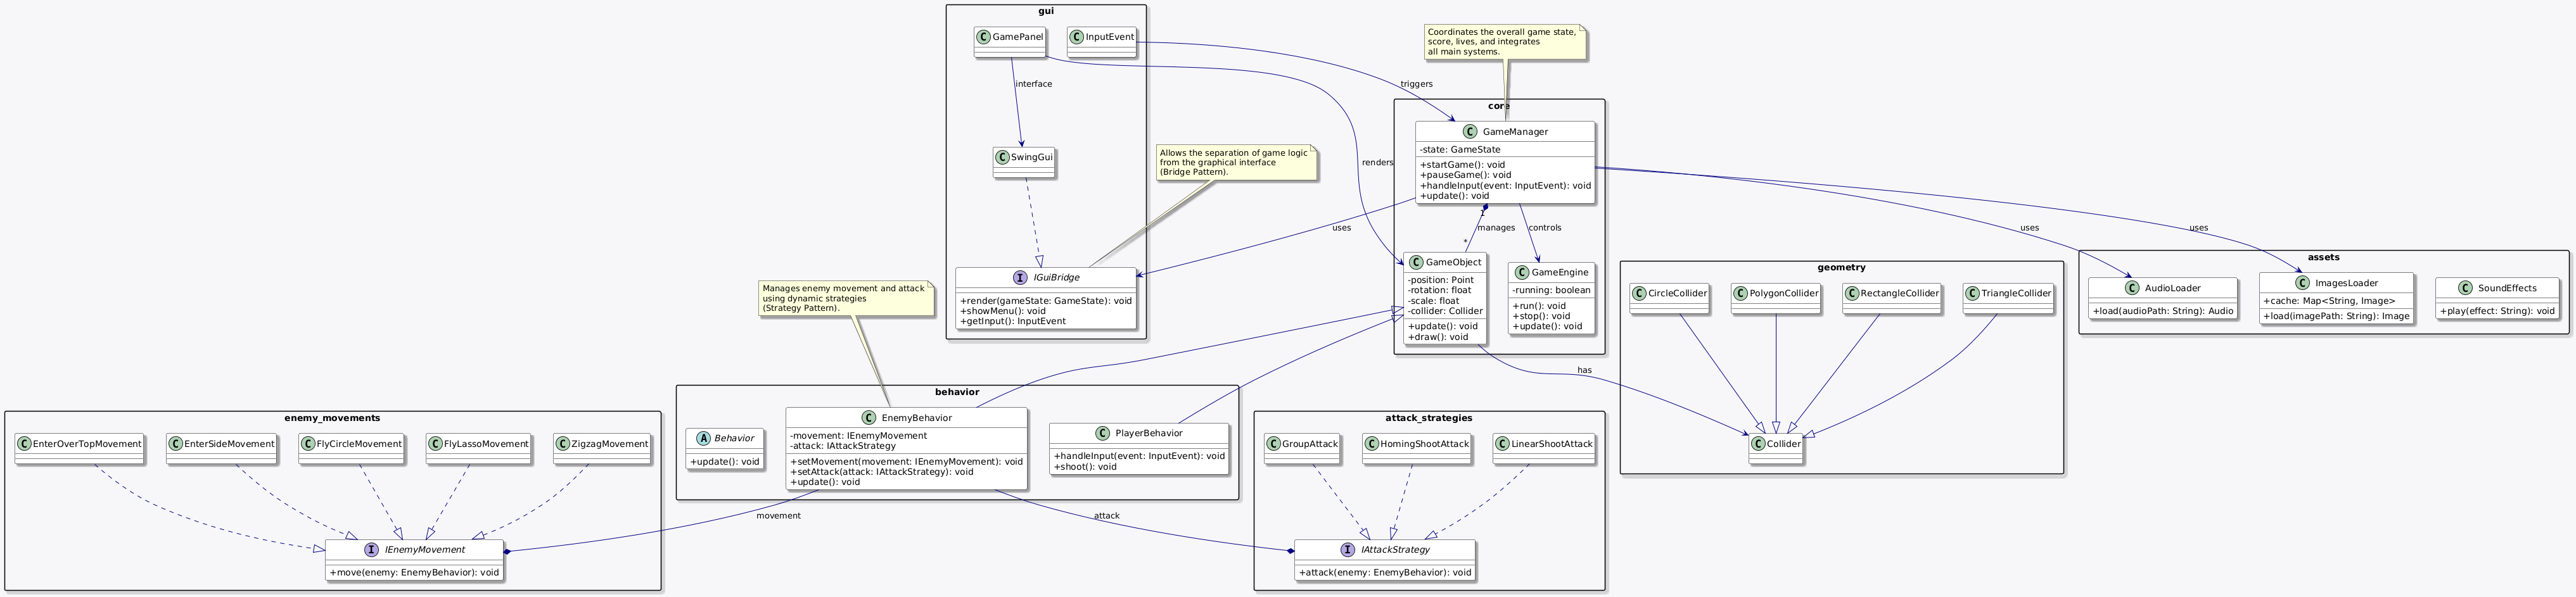 gui
C GamePanel
C InputEvent
interface
C SwingGui
I IGuiBridge
+render(gameState: GameState): void
+showMenu(): void
+getInput(): InputEvent
Allows the separation of game logic
from the graphical interface
(Bridge Pattern).
Coordinates the overall game state,
score, lives, and integrates
all main systems.
triggers
renders
uses
core
C GameManager
-state: GameState
+startGame(): void
+pauseGame(): void
+handleInput(event: InputEvent): void
+update(): void
1
manages
*
controls
C GameObject
-position: Point
-rotation: float
-scale: float
-collider: Collider
+update(): void
+draw(): void
C GameEngine
-running: boolean
+run(): void
+stop(): void
+update(): void
uses
uses
has
geometry
C CircleCollider
C PolygonCollider
C RectangleCollider
C TriangleCollider
C Collider
assets
C AudioLoader
+load(audioPath: String): Audio
C ImagesLoader
+cache: Map<String, Image>
+load(imagePath: String): Image
C SoundEffects
+play(effect: String): void
Manages enemy movement and attack
using dynamic strategies
(Strategy Pattern).
behavior
A Behavior
+update(): void
C EnemyBehavior
-movement: IEnemyMovement
-attack: IAttackStrategy
+setMovement(movement: IEnemyMovement): void
+setAttack(attack: IAttackStrategy): void
+update(): void
C PlayerBehavior
+handleInput(event: InputEvent): void
+shoot(): void
movement
attack
enemy_movements
C EnterOverTopMovement
C EnterSideMovement
C FlyCircleMovement
C FlyLassoMovement
C ZigzagMovement
I IEnemyMovement
+move(enemy: EnemyBehavior): void
attack_strategies
C GroupAttack
C HomingShootAttack
C LinearShootAttack
I IAttackStrategy
+attack(enemy: EnemyBehavior): void